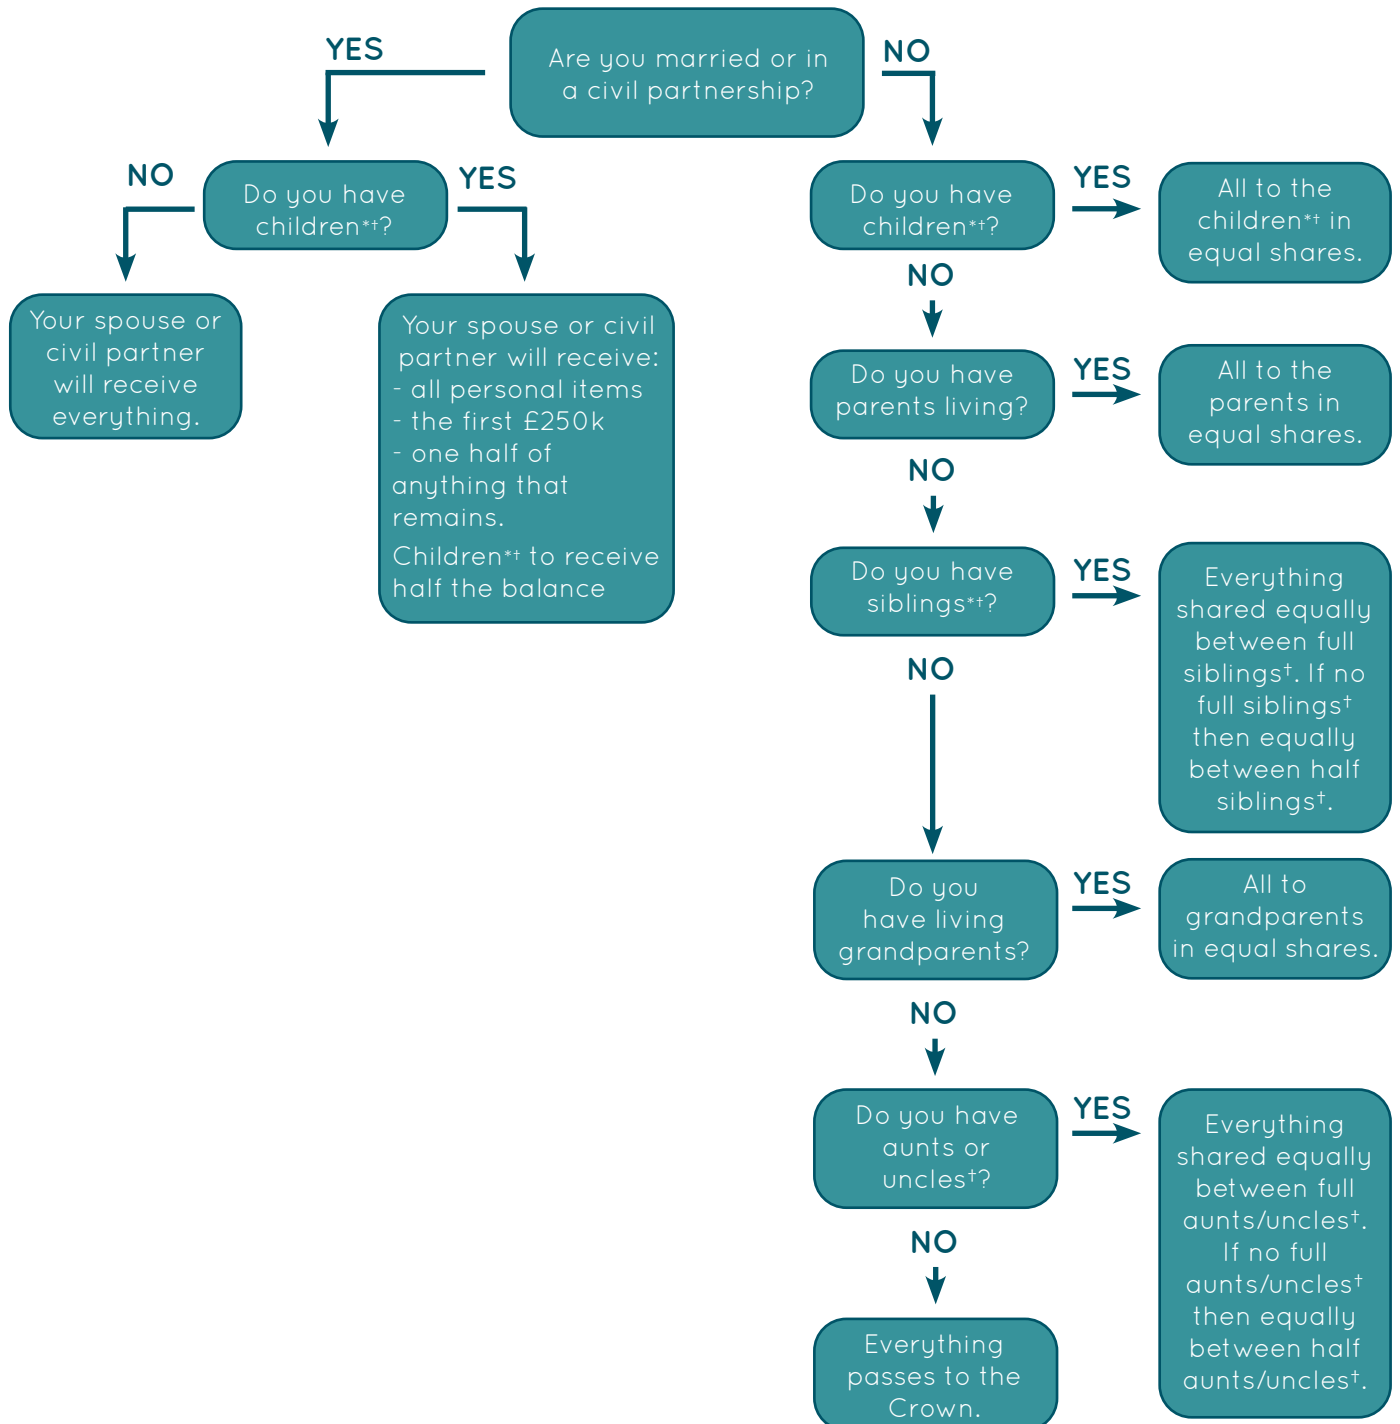 YES
Are you married or in
a civil partnership?
NO
NO
Do you have
children*†?
YES
Your spouse or
civil partner
will receive
everything.
Your spouse or civil
partner will receive:
- all personal items
- the first £250k
- one half of
anything that
remains.
Children*† to receive
half the balance
Do you have
children*†?
YES
All to the
children*† in
equal shares.
NO
Do you have
parents living?
YES
All to the
parents in
equal shares.
NO
Do you have
siblings*†?
YES
Everything
shared equally
between full
siblings†. If no
full siblings†
then equally
between half
siblings†.
NO
Do you
have living
grandparents?
YES
All to
grandparents
in equal shares.
NO
Do you have
aunts or
uncles†?
YES
Everything
shared equally
between full
aunts/uncles†.
If no full
aunts/uncles†
then equally
between half
aunts/uncles†.
NO
Everything
passes to the
Crown.